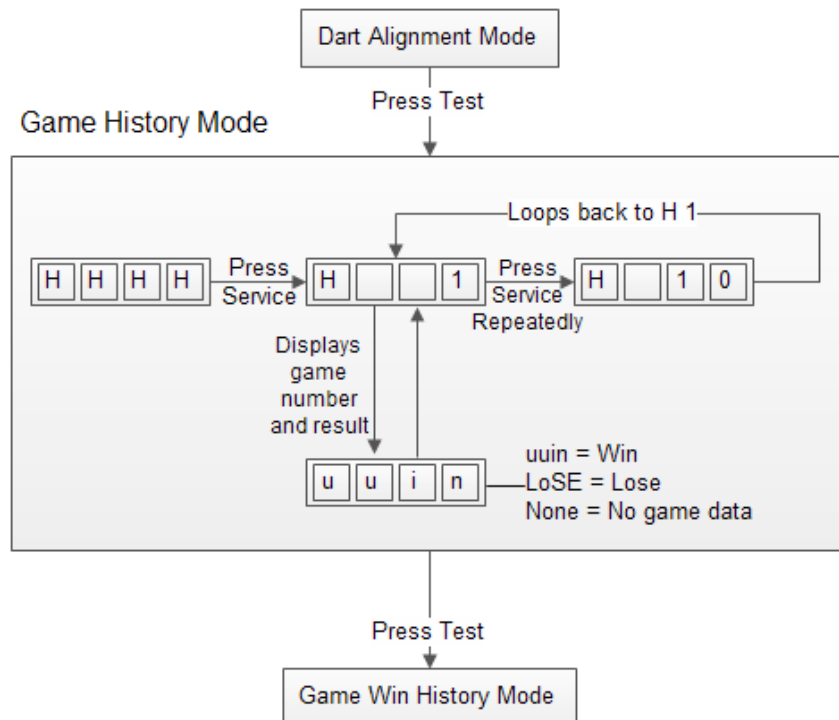 Dart Alignment Mode
Press Test
Game History Mode
Loops back to H 1
H H H H
Press
Service
H 1
Press
Service
Repeatedly
H 1 0
Displays
game
number
and result
u u i n
uuin = Win
LoSE = Lose
None = No game data
Press Test
Game Win History Mode